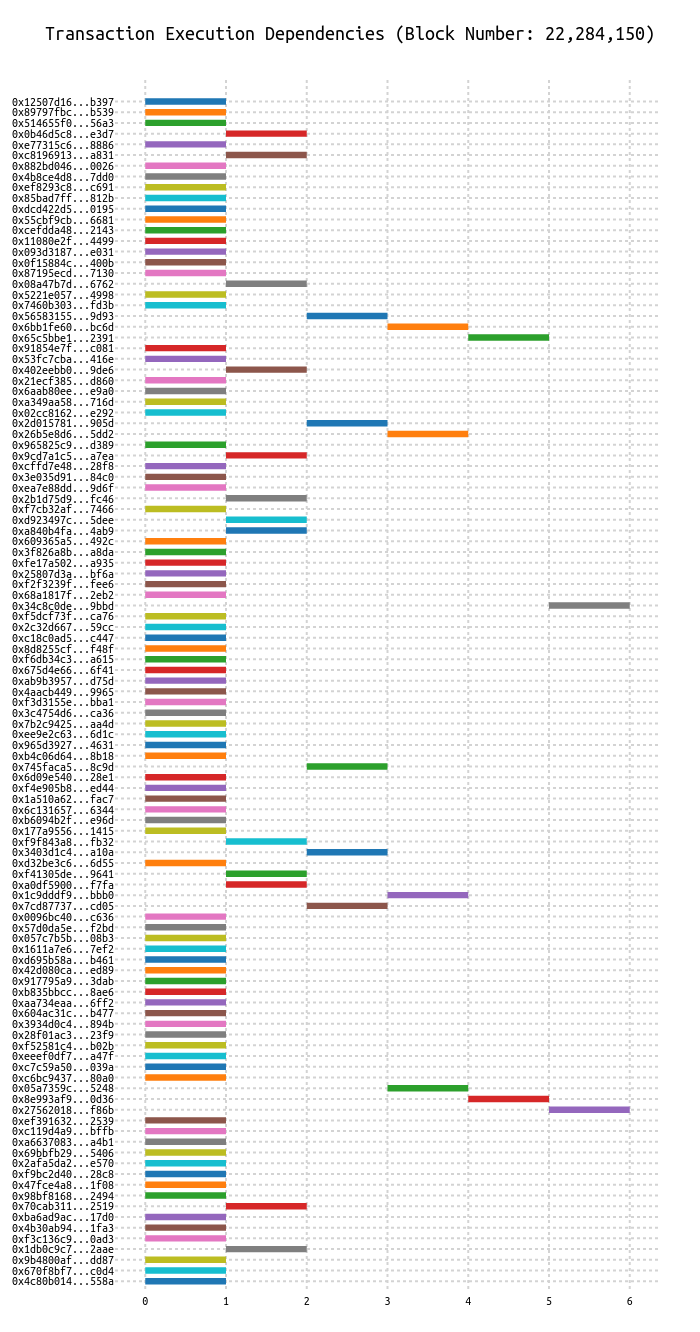 Transaction Execution Dependencies (Block Number: 22,284,150)
0x12507d16...b397
0x89797fbc...b539
0x514655f0...56a3
0x0b46d5c8...e3d7
0xe77315c6...8886
0xc8196913...a831
0x882bd046...0026
0x4b8ce4d8...7dd0
0xef8293c8...c691
0x85bad7ff...812b
0xdcd422d5...0195
0x55cbf9cb...6681
0xcefdda48...2143
0x11080e2f...4499
0x093d3187...e031
0x0f15884c...400b
0x87195ecd...7130
0x08a47b7d...6762
0x5221e057...4998
0x7460b303...fd3b
0x56583155...9d93
0x6bb1fe60...bc6d
0x65c5bbe1...2391
0x91854e7f...c081
0x53fc7cba...416e
0x402eebb0...9de6
0x21ecf385...d860
0x6aab80ee...e9a0
0xa349aa58...716d
0x02cc8162...e292
0x2d015781...905d
0x26b5e8d6...5dd2
0x965825c9...d389
0x9cd7a1c5...a7ea
0xcffd7e48...28f8
0x3e035d91...84c0
0xea7e88dd...9d6f
0x2b1d75d9...fc46
0xf7cb32af...7466
0xd923497c...5dee
0xa840b4fa...4ab9
0x609365a5...492c
0x3f826a8b...a8da
0xfe17a502...a935
0x25807d3a...bf6a
0xf2f3239f...fee6
0x68a1817f...2eb2
0x34c8c0de...9bbd
0xf5dcf73f...ca76
0x2c32d667...59cc
0xc18c0ad5...c447
0x8d8255cf...f48f
0xf6db34c3...a615
0x675d4e66...6f41
0xab9b3957...d75d
0x4aacb449...9965
0xf3d3155e...bba1
0x3c4754d6...ca36
0x7b2c9425...aa4d
0xee9e2c63...6d1c
0x965d3927...4631
0xb4c06d64...8b18
0x745faca5...8c9d
0x6d09e540...28e1
0xf4e905b8...ed44
0x1a510a62...fac7
0x6c131657...6344
0xb6094b2f...e96d
0x177a9556...1415
0xf9f843a8...fb32
0x3403d1c4...a10a
0xd32be3c6...6d55
0xf41305de...9641
0xa0df5900...f7fa
0x1c9dddf9...bbb0
0x7cd87737...cd05
0x0096bc40...c636
0x57d0da5e...f2bd
0x057c7b5b...08b3
0x1611a7e6...7ef2
0xd695b58a...b461
0x42d080ca...ed89
0x917795a9...3dab
0xb835bbcc...8ae6
0xaa734eaa...6ff2
0x604ac31c...b477
0x3934d0c4...894b
0x28f01ac3...23f9
0xf52581c4...b02b
0xeeef0df7...a47f
0xc7c59a50...039a
0xc6bc9437...80a0
0x05a7359c...5248
0x8e993af9...0d36
0x27562018...f86b
0xef391632...2539
0xc119d4a9...bffb
0xa6637083...a4b1
0x69bbfb29...5406
0x2afa5da2...e570
0xf9bc2d40...28c8
0x47fce4a8...1f08
0x98bf8168...2494
0x70cab311...2519
0xba6ad9ac...17d0
0x4b30ab94...1fa3
0xf3c136c9...0ad3
0x1db0c9c7...2aae
0x9b4800af...dd87
0x670f8bf7...c0d4
0x4c80b014...558a
0 1 2 3 4 5 6